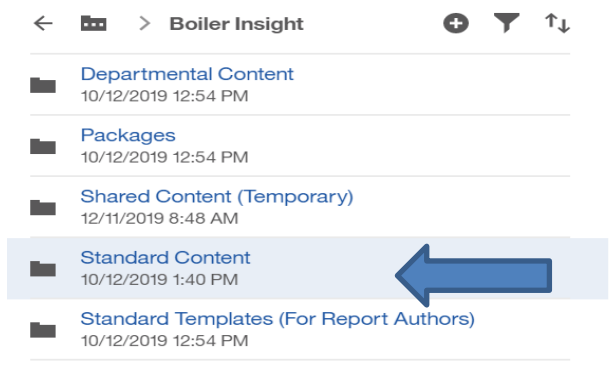 Boiler Insight
Departmental Content
10/12/2019 12:54 PM
Packages
10/12/2019 12:54 PM
Shared Content (Temporary)
12/11/2019 8:48 AM
Standard Content
10/12/2019 1:40 PM
Standard Templates (For Report Authors)
10/12/2019 12:54 PM